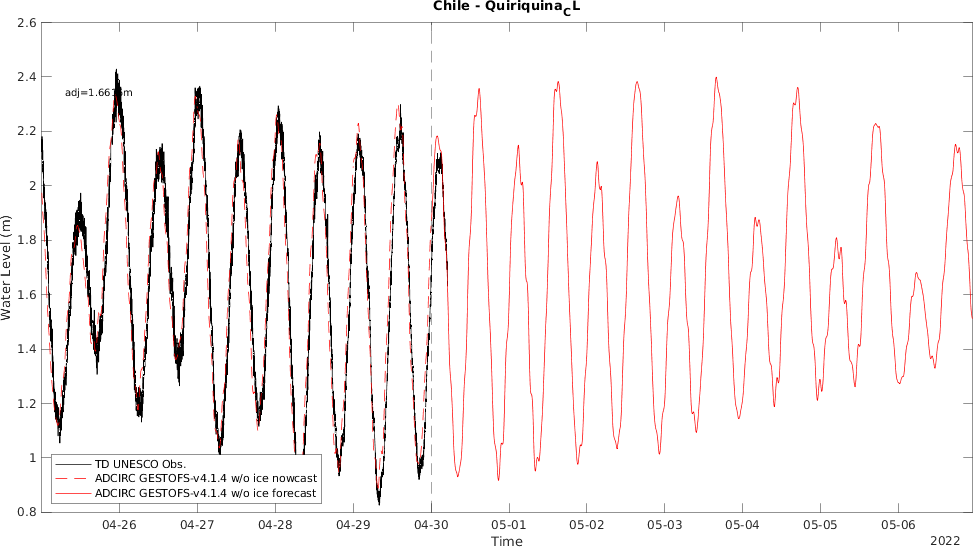 Chile - Quiriquina_CL
2.6
2.4
2.2
2
1.8
1.6
1.4
1.2
1
0.8
Water Level (m)
TD UNESCO Obs.
ADCIRC GESTOFS-v4.1.4 w/o ice nowcast
ADCIRC GESTOFS-v4.1.4 w/o ice forecast
04-26 04-27 04-28 04-29 04-30 05-01 05-02 05-03 05-04 05-05 05-06
Time
2022